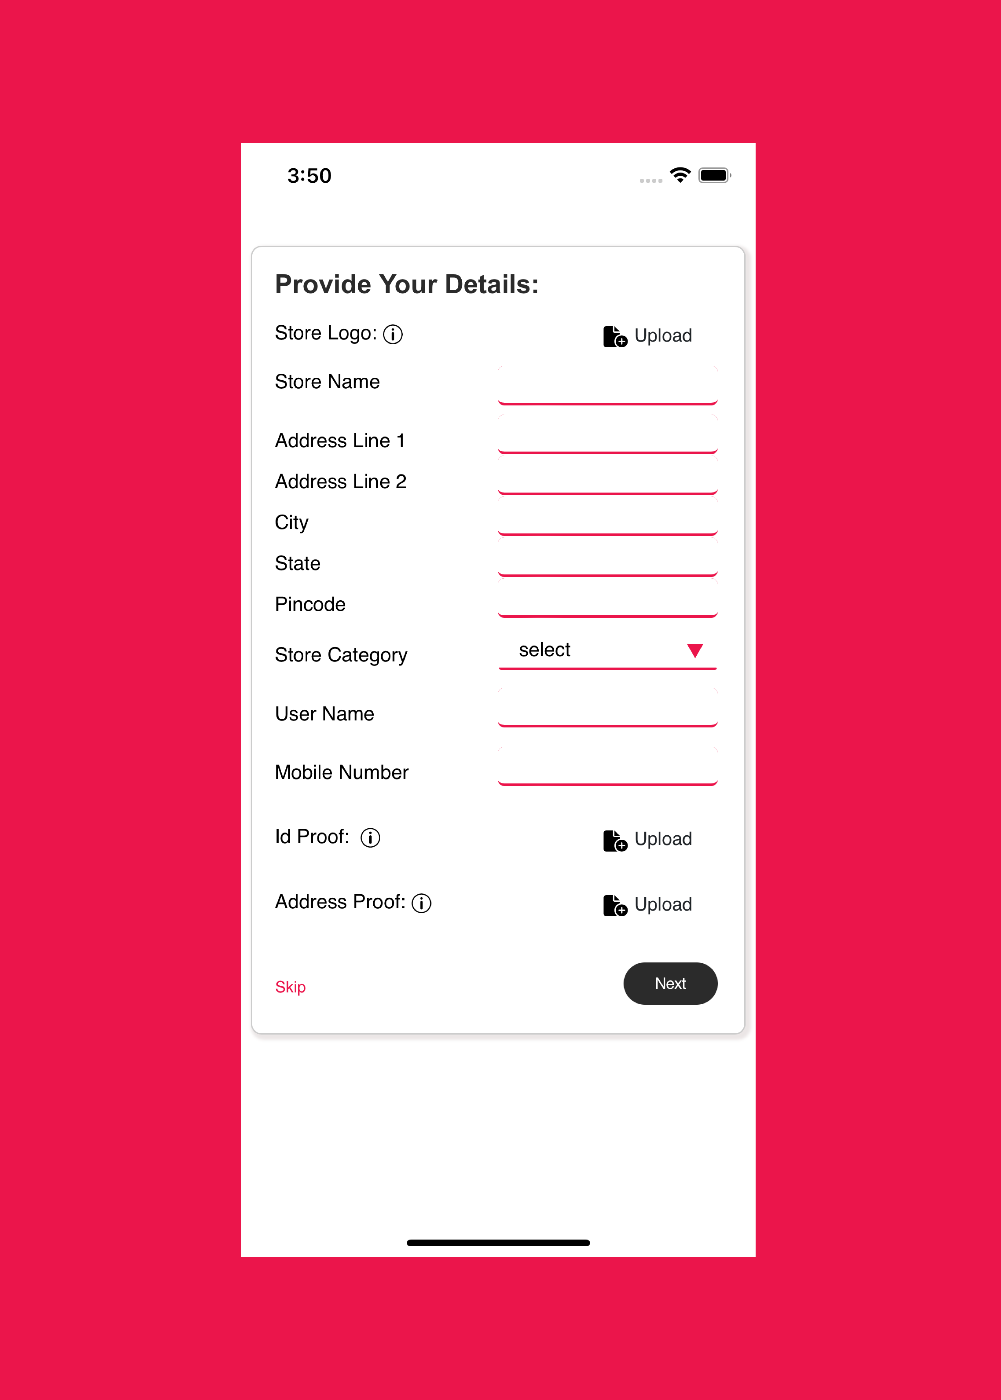 3:50
Provide Your Details:
Store Logo: Upload
Store Name
Address Line 1
Address Line 2
City
State
Pincode
Store Category select
User Name
Mobile Number
Id Proof: Upload
Address Proof: Upload
Skip Next